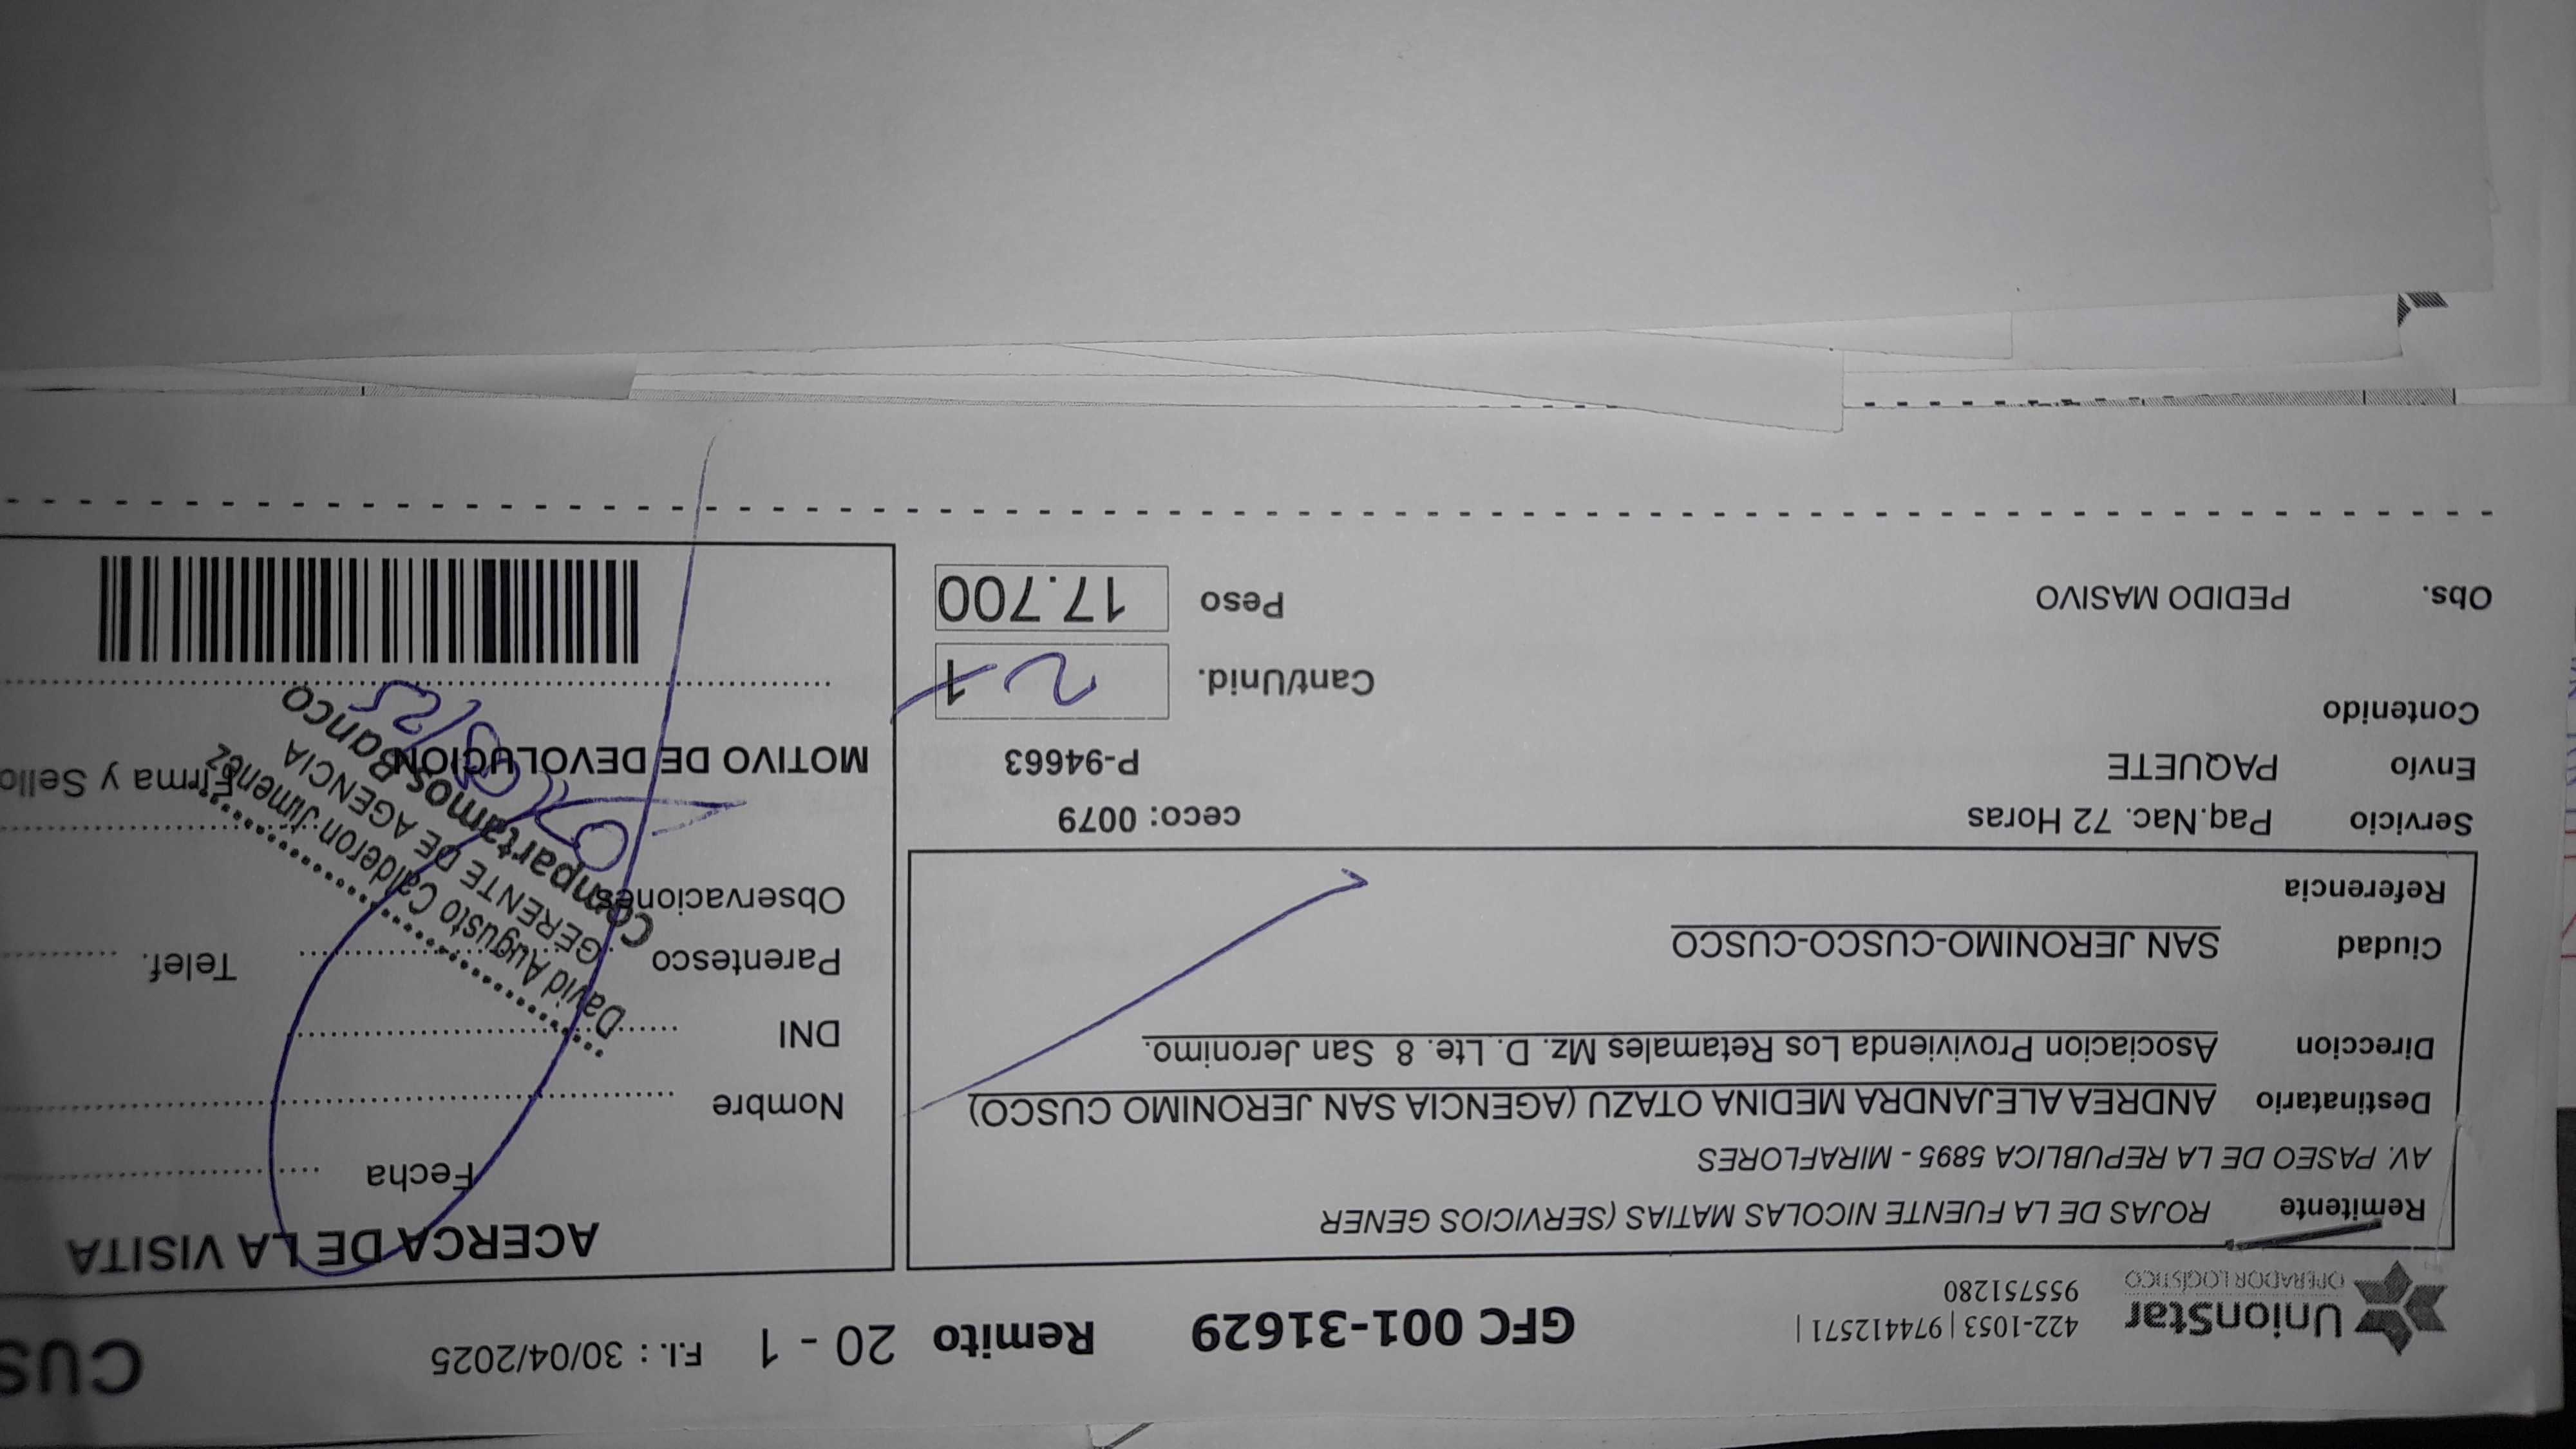 UnionStar
OPERADOR LOGÍSTICO
422-1053 | 974412571 |
955751280
GFC 001-31629
Remito 20 - 1
F.I. : 30/04/2025
CUS
Remitente ROJAS DE LA FUENTE NICOLAS MATIAS (SERVICIOS GENER
AV. PASEO DE LA REPUBLICA 5895 - MIRAFLORES
Destinatario ANDREA ALEJANDRA MEDINA OTAZU (AGENCIA SAN JERONIMO CUSCO)
Direccion Asociacion Provivienda Los Retamales Mz. D. Lte. 8 San Jeronimo.
Ciudad SAN JERONIMO-CUSCO-CUSCO
Referencia
Servicio Paq.Nac. 72 Horas
ceco: 0079
Envío PAQUETE
P-94663
Contenido
Cant/Unid. 2 1
Obs. PEDIDO MASIVO
Peso 17.700
ACERCA DE LA VISITA
Fecha
Nombre
DNI
Parentesco
Telef.
Observaciones
David Augusto Calderon Jimenez
GERENTE DE AGENCIA
Compartamos Banco
Firma y Sello
MOTIVO DE DEVOLUCION